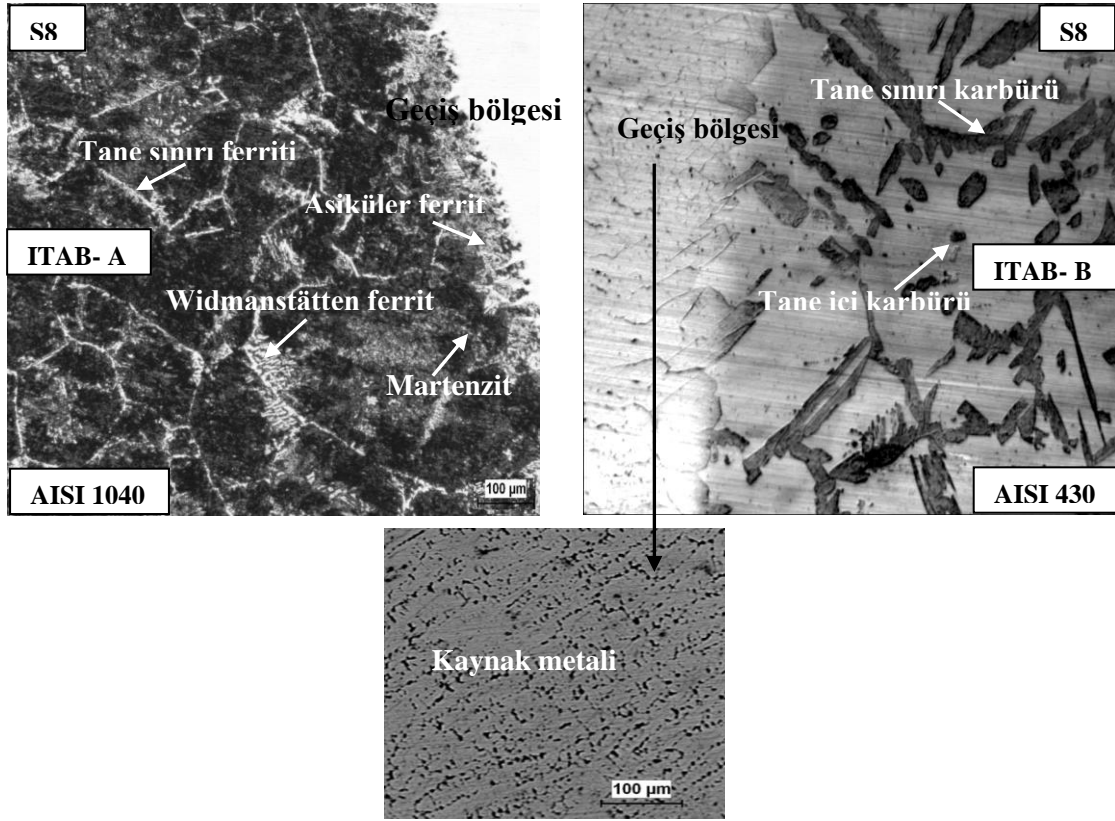 S8
Geçiş bölgesi
Tane sınırı ferriti
Asiküler ferrit
ITAB- A
Widmanstätten ferrit
Martenzit
AISI 1040
100 µm
S8
Tane sınırı karbürü
Geçiş bölgesi
ITAB- B
Tane içi karbürü
AISI 430
Kaynak metali
100 µm